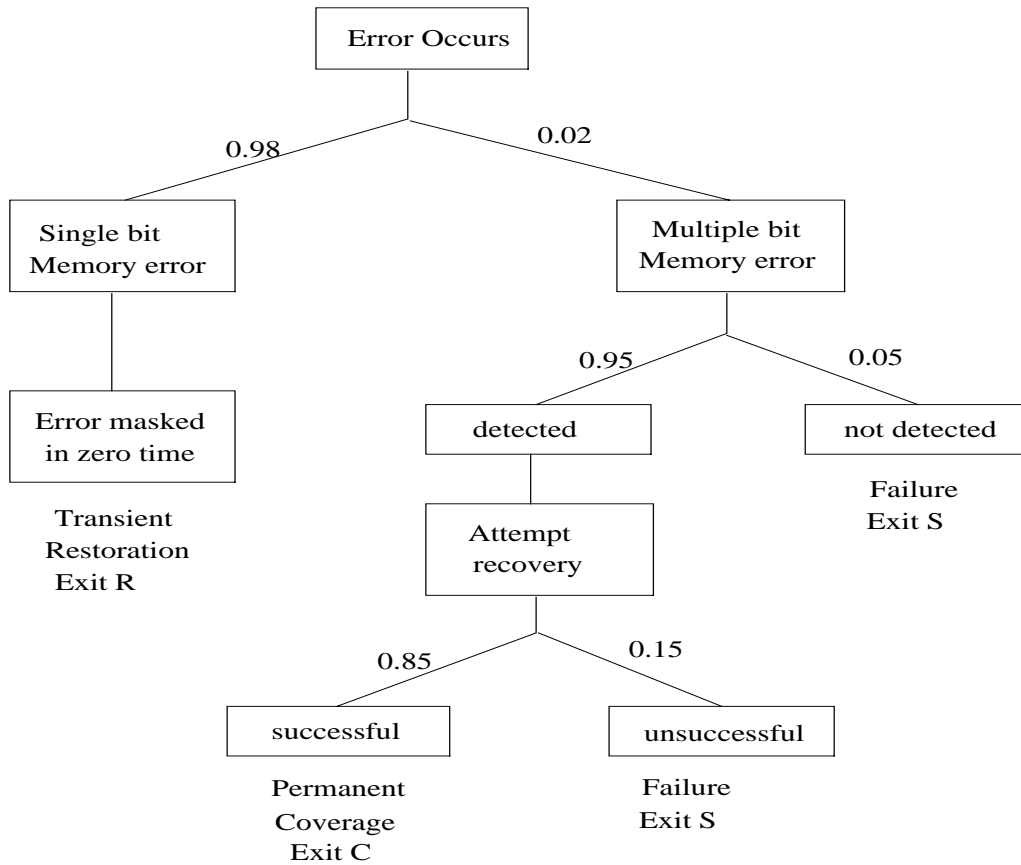 Error Occurs
0.98
0.02
Single bit
Memory error
Multiple bit
Memory error
0.95
0.05
Error masked
in zero time
detected
not detected
Transient
Restoration
Exit R
Failure
Exit S
Attempt
recovery
0.85
0.15
successful
unsuccessful
Permanent
Coverage
Exit C
Failure
Exit S